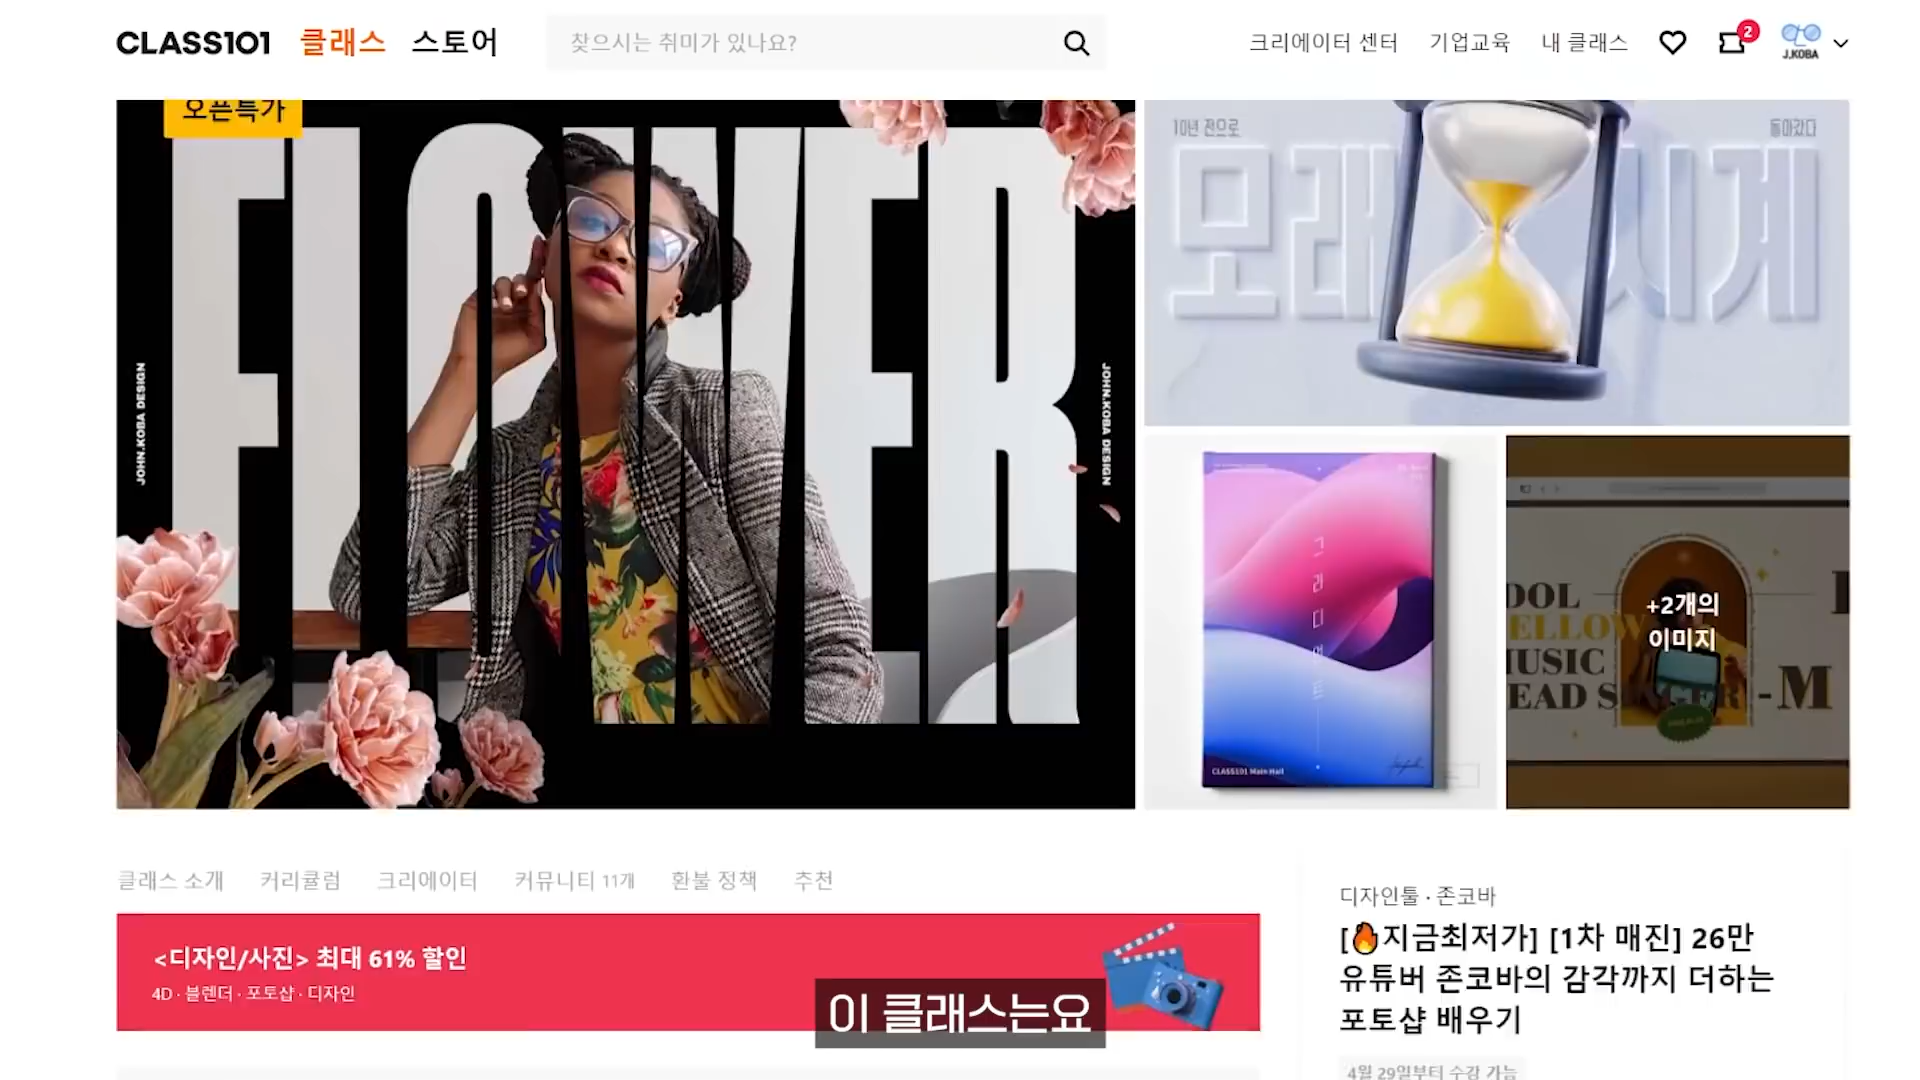 CLASS101 클래스 스토어
찾으시는 취미가 있나요?
크리에이터 센터 기업교육 내 클래스
2
J.KOBA
오픈특가
FLOWER
JOHN.KOBA DESIGN
JOHN.KOBA DESIGN
10년 전으로
돌아갔다
모래시계
그라디언트
CLASS101 Main Hall
+2개의
이미지
클래스 소개 커리큘럼 크리에이터 커뮤니티 11개 환불 정책 추천
<디자인/사진> 최대 61% 할인
4D · 블렌더 · 포토샵 · 디자인
이 클래스는요
디자인툴 · 존코바
[🔥지금최저가] [1차 매진] 26만
유튜버 존코바의 감각까지 더하는
포토샵 배우기
4월 29일부터 수강 가능